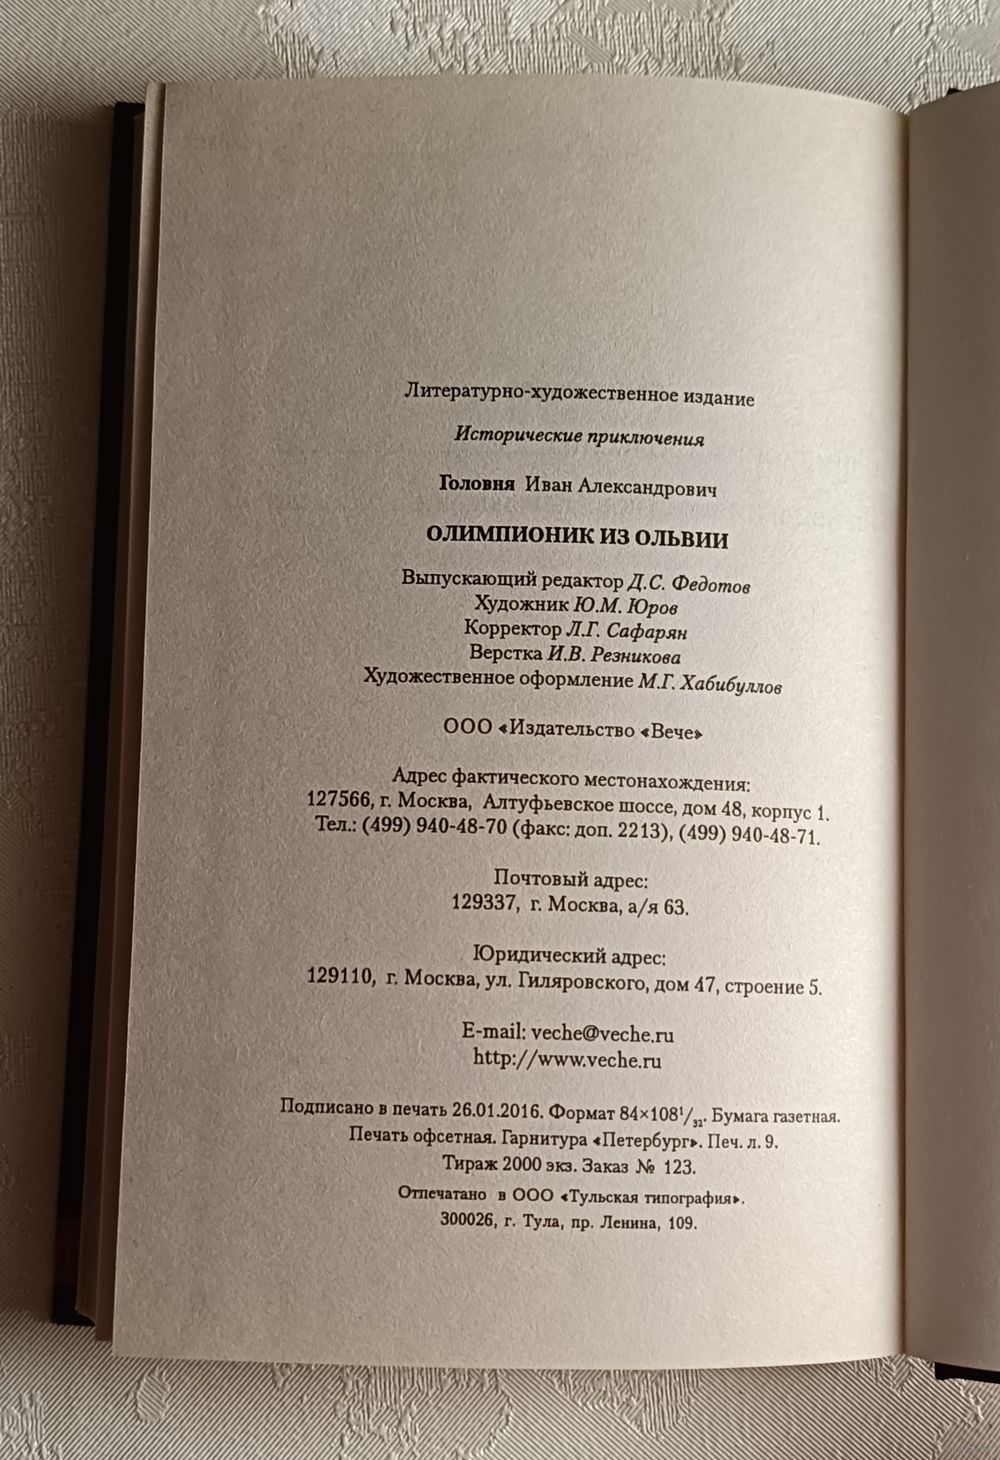 Литературно-художественное издание
Исторические приключения
Головня Иван Александрович
ОЛИМПИОНИК ИЗ ОЛЬВИИ
Выпускающий редактор Д.С. Федотов
Художник Ю.М. Юров
Корректор Л.Г. Сафарян
Верстка И.В. Резникова
Художественное оформление М.Г. Хабибуллов
ООО «Издательство «Вече»
Адрес фактического местонахождения:
127566, г. Москва, Алтуфьевское шоссе, дом 48, корпус 1.
Тел.: (499) 940-48-70 (факс: доп. 2213), (499) 940-48-71.
Почтовый адрес:
129337, г. Москва, а/я 63.
Юридический адрес:
129110, г. Москва, ул. Гиляровского, дом 47, строение 5.
E-mail: veche@veche.ru
http://www.veche.ru
Подписано в печать 26.01.2016. Формат 84×108¹/₃₂. Бумага газетная.
Печать офсетная. Гарнитура «Петербург». Печ. л. 9.
Тираж 2000 экз. Заказ № 123.
Отпечатано в ООО «Тульская типография».
300026, г. Тула, пр. Ленина, 109.